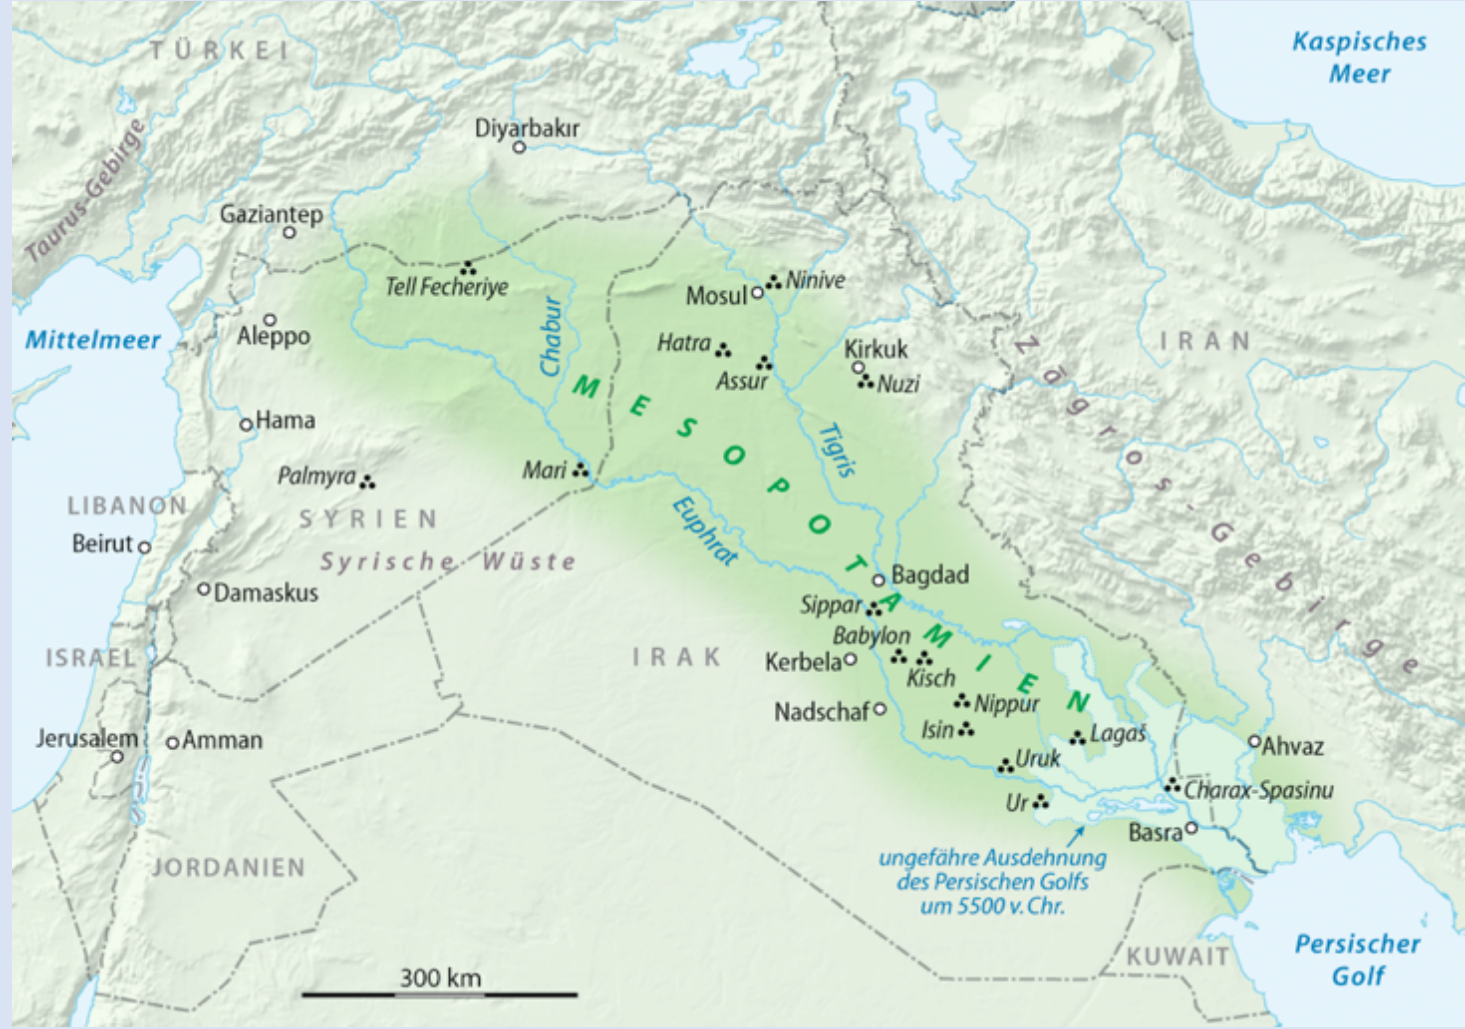 TÜRKEI
Kaspisches
Meer
Diyarbakır
Taurus-Gebirge
Gaziantep
Tell Fecheriye
Ninive
Mosul
Chabur
Mittelmeer
Aleppo
Hatra
Assur
Kirkuk
Nuzi
IRAN
Zagros-Gebirge
MESOPOTAMIEN
Hama
Tigris
Palmyra
Mari
LIBANON
SYRIEN
Euphrat
Beirut
Syrische Wüste
Damaskus
Bagdad
Sippar
Babylon
ISRAEL
IRAK
Kerbela
Kisch
Nippur
Nadschaf
Isin
Lagaš
Jerusalem
Amman
Uruk
Ahvaz
Ur
Charax-Spasinu
Basra
JORDANIEN
ungefähre Ausdehnung
des Persischen Golfs
um 5500 v. Chr.
KUWAIT
Persischer
Golf
300 km